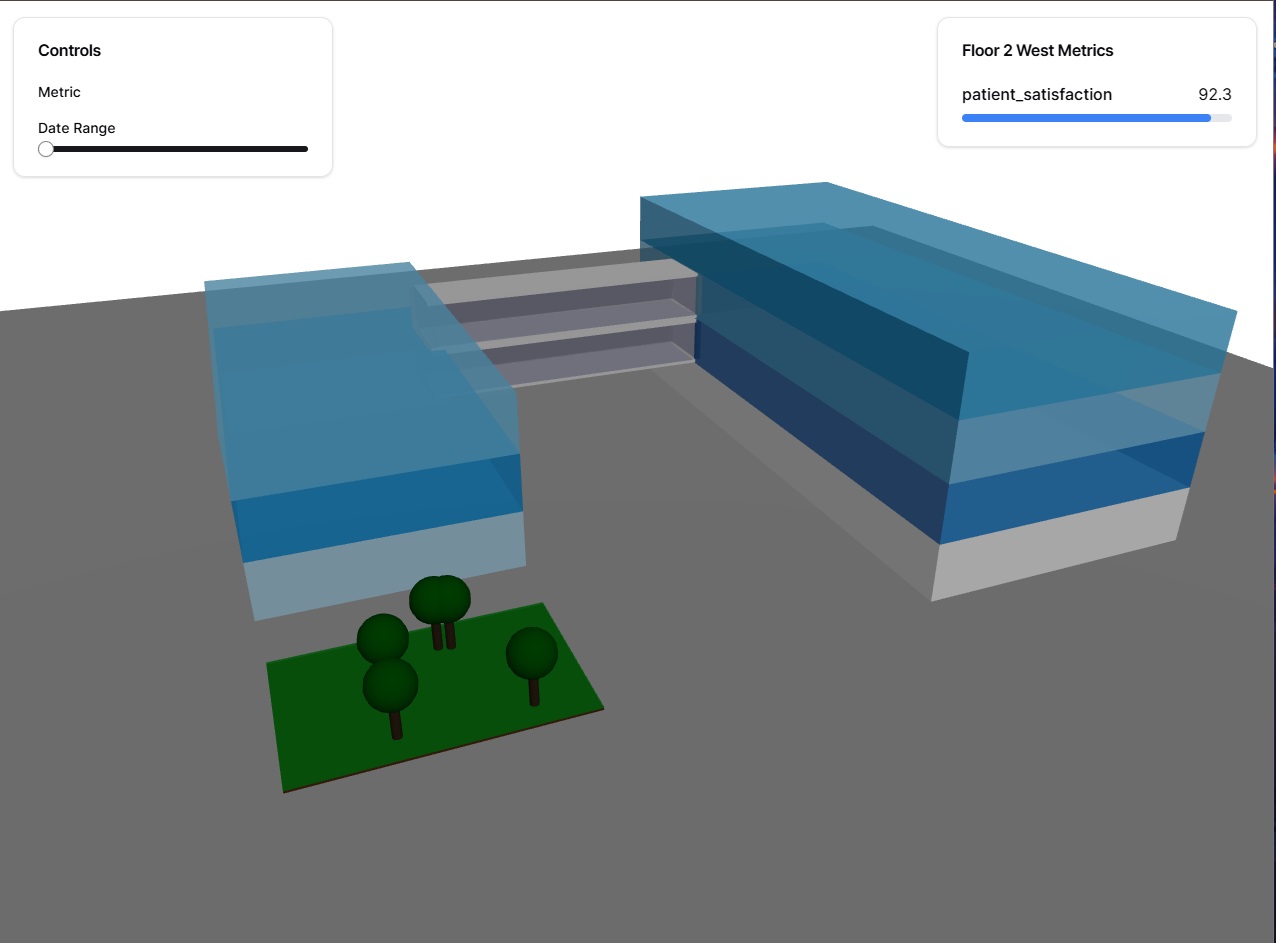 Controls
Metric
Date Range
Floor 2 West Metrics
patient_satisfaction 92.3